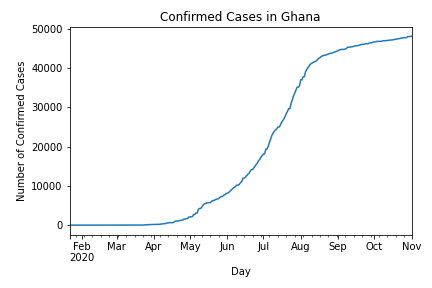 Confirmed Cases in Ghana
50000
40000
30000
20000
10000
0
Number of Confirmed Cases
Feb Mar Apr May Jun Jul Aug Sep Oct Nov
2020
Day